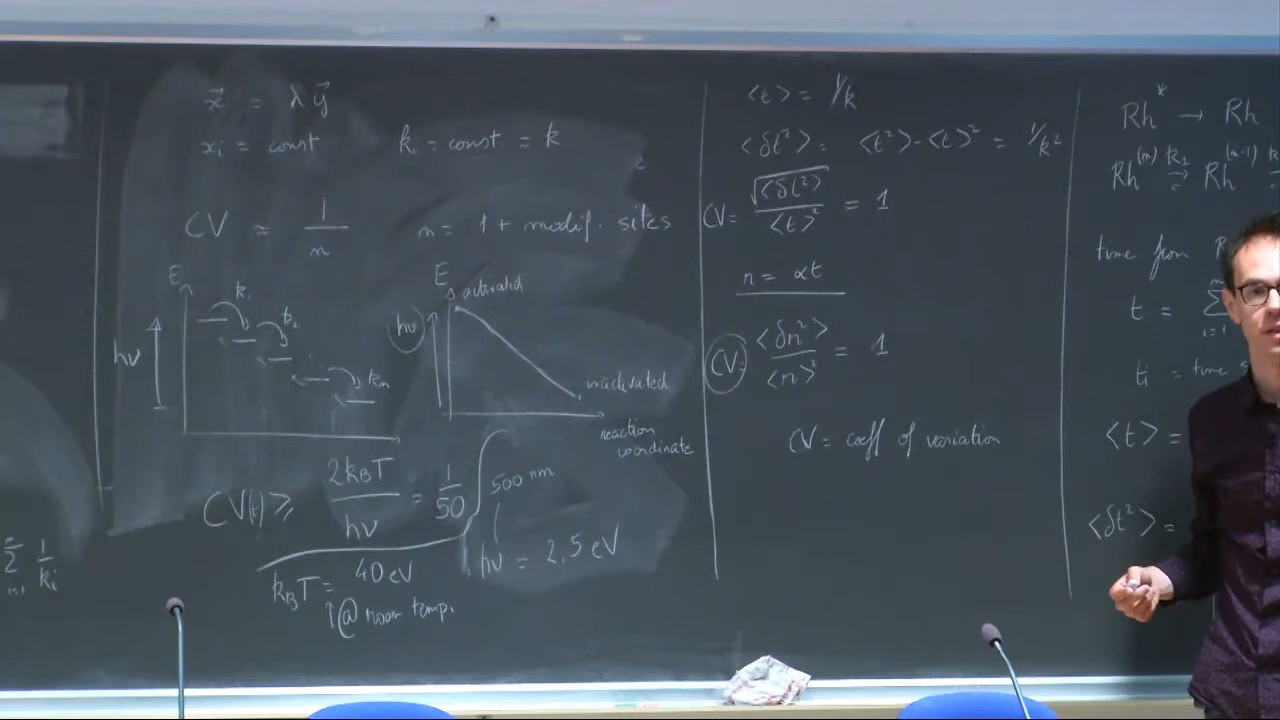 x⃗ = λ y⃗
xᵢ = const kᵢ = const. = k
CV ≈ 1/n n = 1 + modif. sites
E
hν
k₁
k₂
kₘ
E
activated
hν
inactivated
reaction
coordinate
CV(t) ≥ 2k_BT/hν = 1/50
500 nm
hν = 2,5 eV
k_BT = 40 eV
↑@ room temp.
n
Σ 1/kᵢ
i=1
<t> = 1/k
<δt²> = <t²> - <t>² = 1/k²
CV = √<δt²>/<t>² = 1
n = αt
CV = <δn²>/<n>² = 1
CV = coeff of variation
Rh* → Rh
Rh⁽ᵐ⁾ k₁→ Rh⁽ᵐ⁻¹⁾ k
time from R
t = Σ
i=1
tᵢ = time s
<t> =
<δt²> =